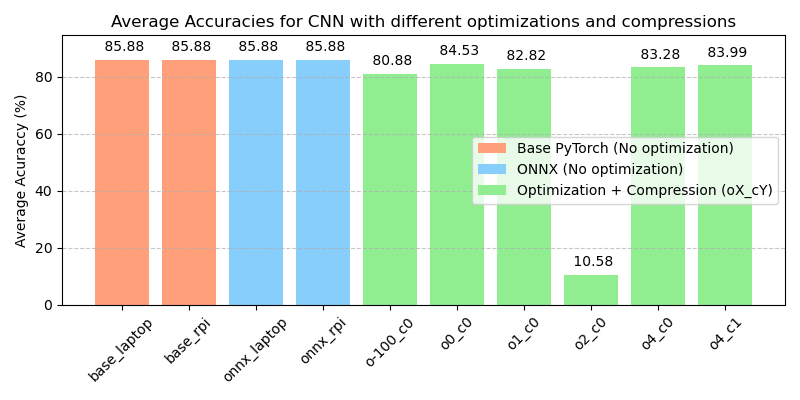 Average Accuracies for CNN with different optimizations and compressions
Average Acuraccy (%)
80
60
40
20
0
85.88 85.88 85.88 85.88 80.88 84.53 82.82 10.58 83.28 83.99
Base PyTorch (No optimization)
ONNX (No optimization)
Optimization + Compression (oX_cY)
base_laptop base_rpi onnx_laptop onnx_rpi o-100_c0 o0_c0 o1_c0 o2_c0 o4_c0 o4_c1